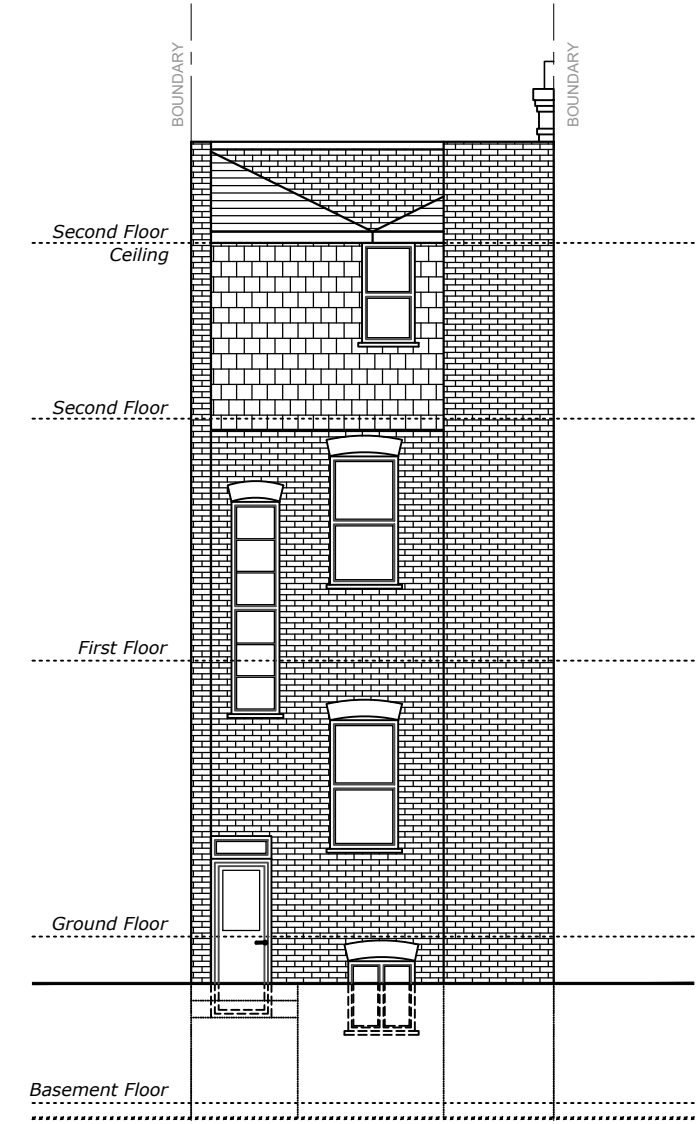 BOUNDARY
BOUNDARY
Second Floor
Ceiling
Second Floor
First Floor
Ground Floor
Basement Floor